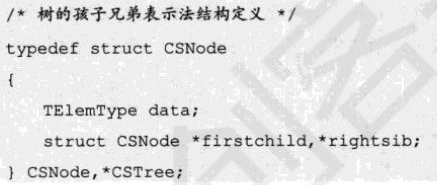 /* 树的孩子兄弟表示法结构定义 */
typedef struct CSNode
{
TElemType data;
struct CSNode *firstchild,*rightsib;
} CSNode,*CSTree;